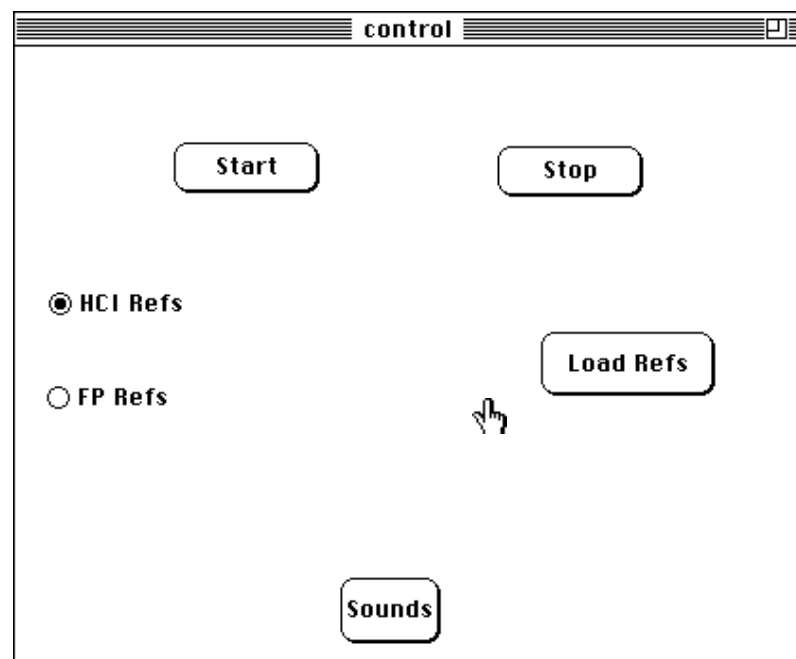 control
Start
Stop
HCI Refs
Load Refs
FP Refs
Sounds